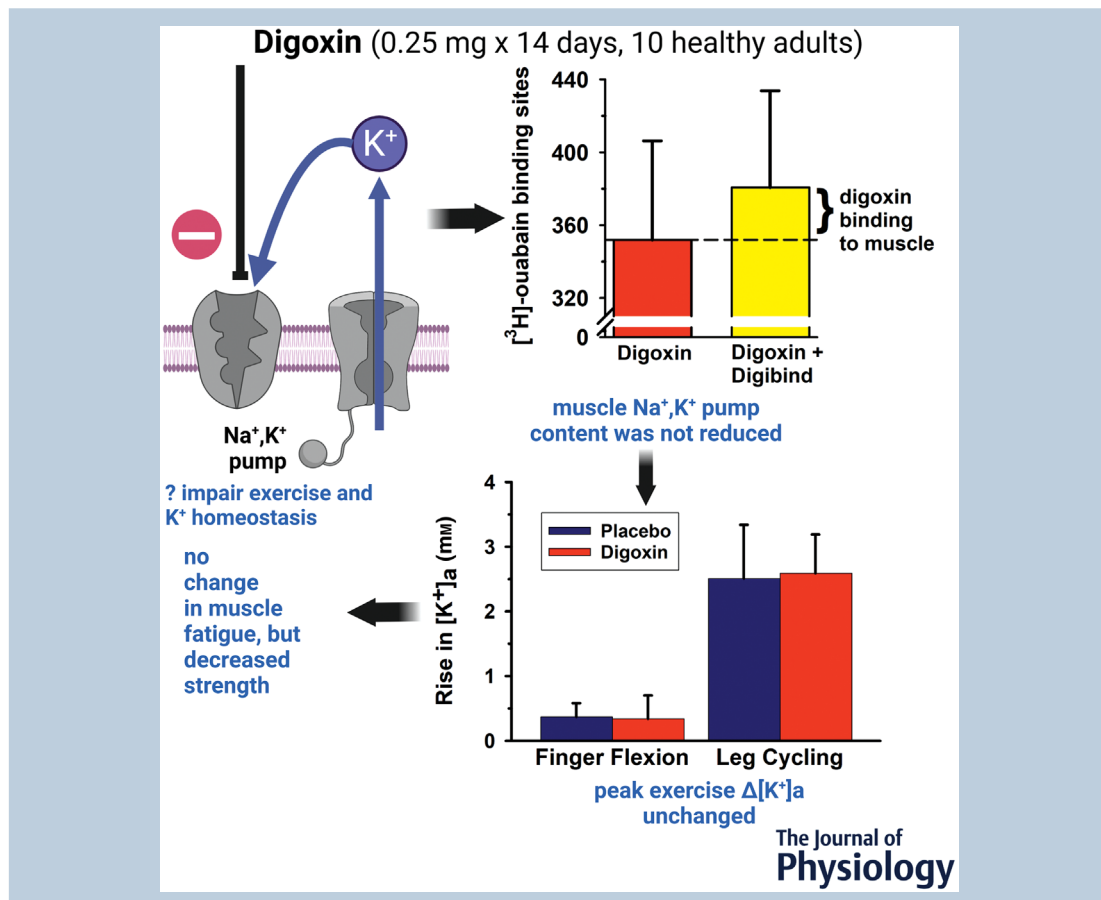 Digoxin (0.25 mg x 14 days, 10 healthy adults)
K⁺
Na⁺,K⁺
pump
? impair exercise and
K⁺ homeostasis
[³H]-ouabain binding sites
440
400
360
320
0
digoxin
binding
to muscle
Digoxin
Digoxin +
Digibind
muscle Na⁺,K⁺ pump
content was not reduced
Rise in [K⁺]a (mM)
4
3
2
1
0
Placebo
Digoxin
Finger Flexion
Leg Cycling
peak exercise Δ[K⁺]a
unchanged
no
change
in muscle
fatigue, but
decreased
strength
The Journal of
Physiology